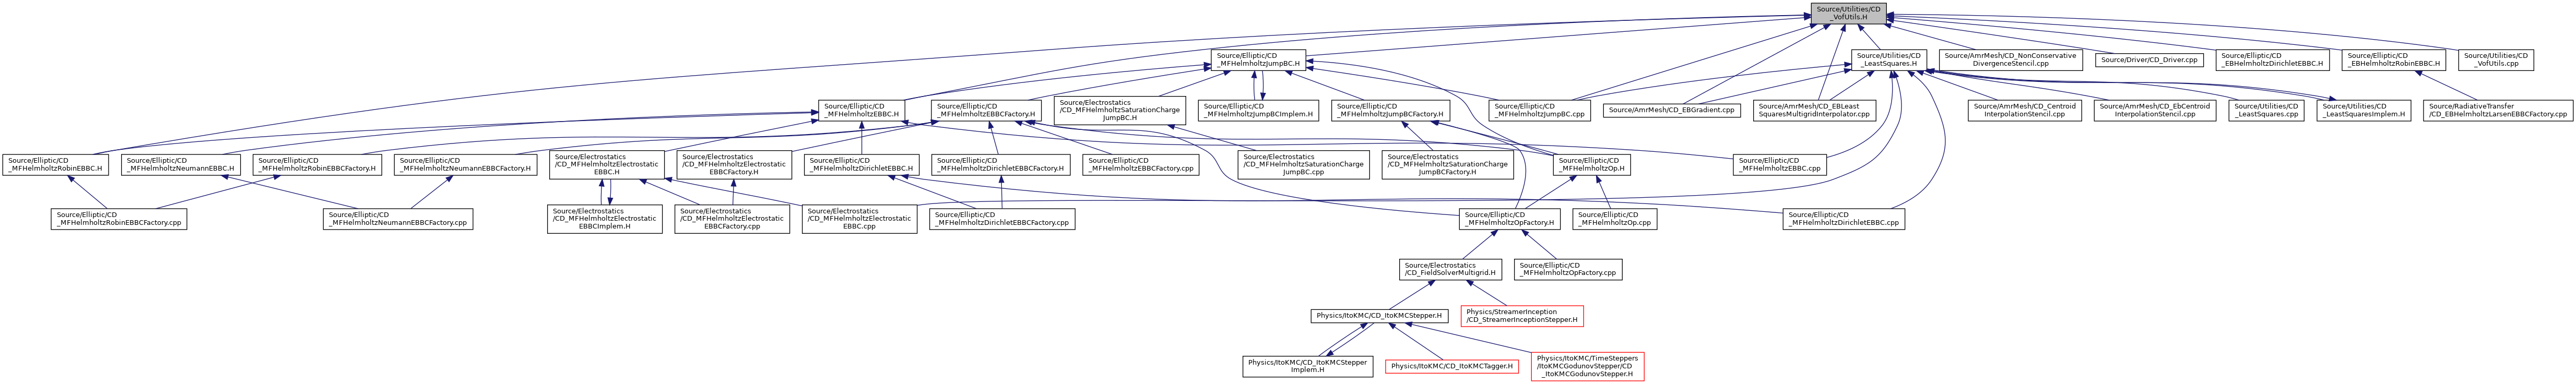 Source/Utilities/CD
_VofUtils.H
Source/Elliptic/CD
_MFHelmholtzJumpBC.H
Source/Utilities/CD
_LeastSquares.H
Source/AmrMesh/CD_NonConservative
DivergenceStencil.cpp
Source/Driver/CD_Driver.cpp
Source/Elliptic/CD
_EBHelmholtzDirichletEBBC.H
Source/Elliptic/CD
_EBHelmholtzRobinEBBC.H
Source/Utilities/CD
_VofUtils.cpp
Source/Elliptic/CD
_MFHelmholtzEBBC.H
Source/Elliptic/CD
_MFHelmholtzEBBCFactory.H
Source/Electrostatics
/CD_MFHelmholtzSaturationCharge
JumpBC.H
Source/Elliptic/CD
_MFHelmholtzJumpBCImplem.H
Source/Elliptic/CD
_MFHelmholtzJumpBCFactory.H
Source/Elliptic/CD
_MFHelmholtzJumpBC.cpp
Source/AmrMesh/CD_EBGradient.cpp
Source/AmrMesh/CD_EBLeast
SquaresMultigridInterpolator.cpp
Source/AmrMesh/CD_Centroid
InterpolationStencil.cpp
Source/AmrMesh/CD_EbCentroid
InterpolationStencil.cpp
Source/Utilities/CD
_LeastSquares.cpp
Source/Utilities/CD
_LeastSquaresImplem.H
Source/RadiativeTransfer
/CD_EBHelmholtzLarsenEBBCFactory.cpp
Source/Elliptic/CD
_MFHelmholtzRobinEBBC.H
Source/Elliptic/CD
_MFHelmholtzNeumannEBBC.H
Source/Elliptic/CD
_MFHelmholtzRobinEBBCFactory.H
Source/Elliptic/CD
_MFHelmholtzNeumannEBBCFactory.H
Source/Electrostatics
/CD_MFHelmholtzElectrostatic
EBBC.H
Source/Electrostatics
/CD_MFHelmholtzElectrostatic
EBBCFactory.H
Source/Elliptic/CD
_MFHelmholtzDirichletEBBC.H
Source/Elliptic/CD
_MFHelmholtzDirichletEBBCFactory.H
Source/Elliptic/CD
_MFHelmholtzEBBCFactory.cpp
Source/Electrostatics
/CD_MFHelmholtzSaturationCharge
JumpBC.cpp
Source/Electrostatics
/CD_MFHelmholtzSaturationCharge
JumpBCFactory.H
Source/Elliptic/CD
_MFHelmholtzOp.H
Source/Elliptic/CD
_MFHelmholtzEBBC.cpp
Source/Elliptic/CD
_MFHelmholtzRobinEBBCFactory.cpp
Source/Elliptic/CD
_MFHelmholtzNeumannEBBCFactory.cpp
Source/Electrostatics
/CD_MFHelmholtzElectrostatic
EBBCImplem.H
Source/Electrostatics
/CD_MFHelmholtzElectrostatic
EBBCFactory.cpp
Source/Electrostatics
/CD_MFHelmholtzElectrostatic
EBBC.cpp
Source/Elliptic/CD
_MFHelmholtzDirichletEBBCFactory.cpp
Source/Elliptic/CD
_MFHelmholtzOpFactory.H
Source/Elliptic/CD
_MFHelmholtzOp.cpp
Source/Elliptic/CD
_MFHelmholtzDirichletEBBC.cpp
Source/Electrostatics
/CD_FieldSolverMultigrid.H
Source/Elliptic/CD
_MFHelmholtzOpFactory.cpp
Physics/ItoKMC/CD_ItoKMCStepper.H
Physics/StreamerInception
/CD_StreamerInceptionStepper.H
Physics/ItoKMC/CD_ItoKMCStepper
Implem.H
Physics/ItoKMC/CD_ItoKMCTagger.H
Physics/ItoKMC/TimeSteppers
/ItoKMCGodunovStepper/CD
_ItoKMCGodunovStepper.H